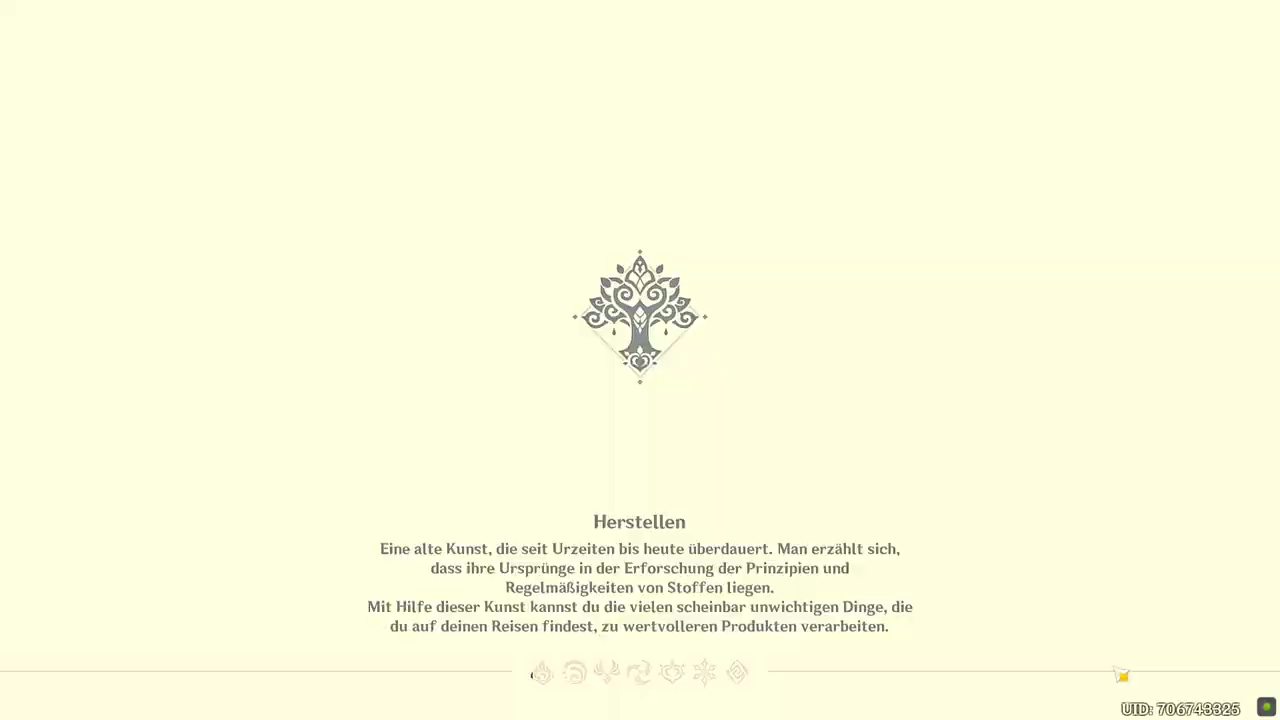 Herstellen
Eine alte Kunst, die seit Urzeiten bis heute überdauert. Man erzählt sich,
dass ihre Ursprünge in der Erforschung der Prinzipien und
Regelmäßigkeiten von Stoffen liegen.
Mit Hilfe dieser Kunst kannst du die vielen scheinbar unwichtigen Dinge, die
du auf deinen Reisen findest, zu wertvolleren Produkten verarbeiten.
UID: 706743325